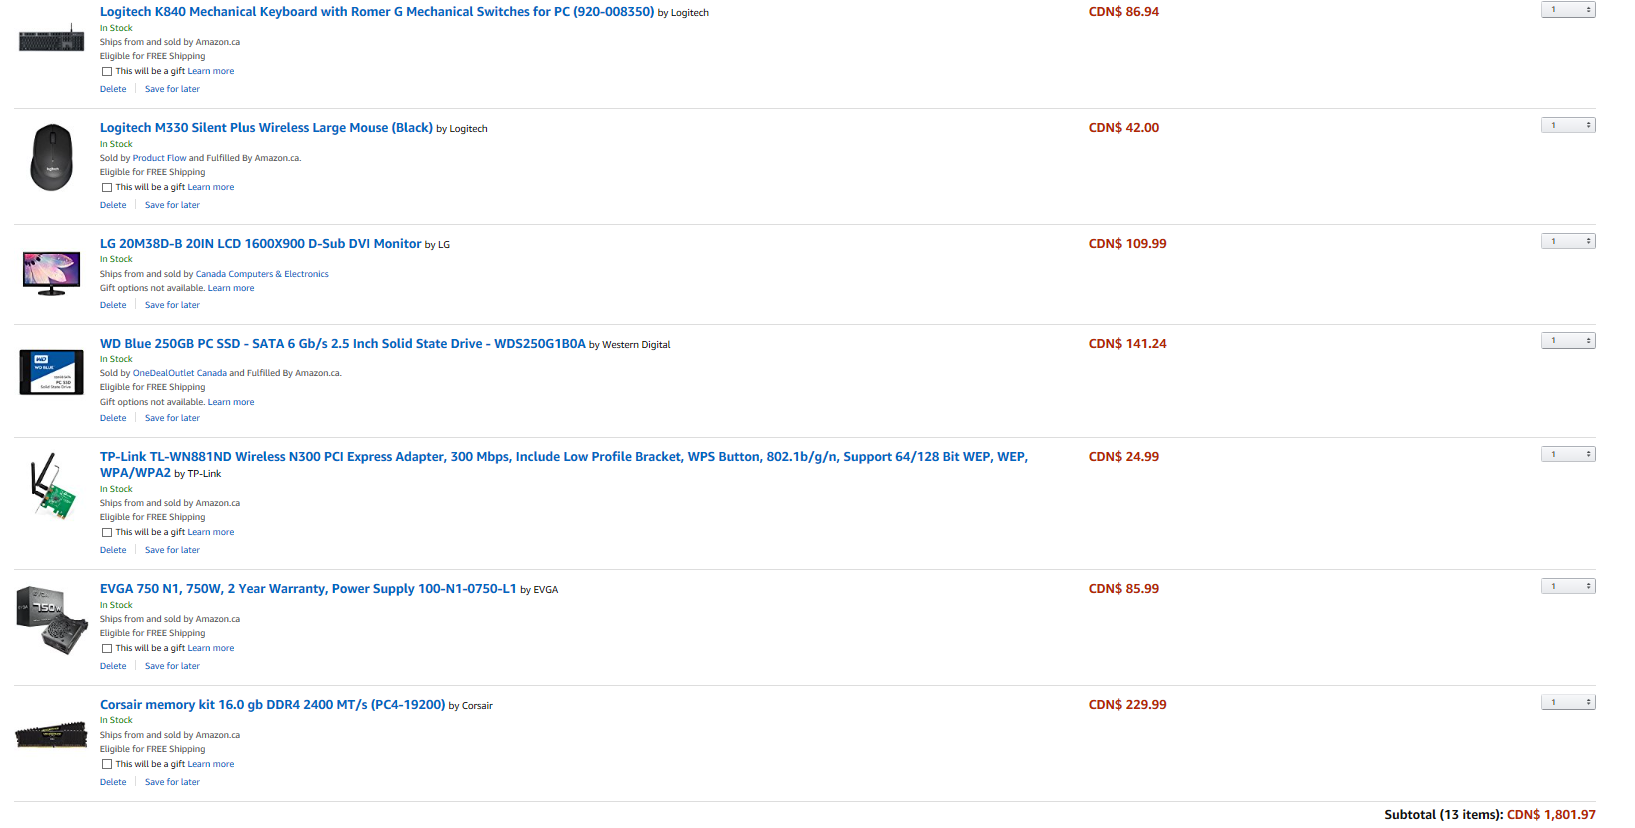 Logitech K840 Mechanical Keyboard with Romer G Mechanical Switches for PC (920-008350) by Logitech CDN$ 86.94 1
In Stock
Ships from and sold by Amazon.ca
Eligible for FREE Shipping
This will be a gift Learn more
Delete Save for later
Logitech M330 Silent Plus Wireless Large Mouse (Black) by Logitech CDN$ 42.00 1
In Stock
Sold by Product Flow and Fulfilled By Amazon.ca.
Eligible for FREE Shipping
This will be a gift Learn more
Delete Save for later
LG 20M38D-B 20IN LCD 1600X900 D-Sub DVI Monitor by LG CDN$ 109.99 1
In Stock
Ships from and sold by Canada Computers & Electronics
Gift options not available. Learn more
Delete Save for later
WD Blue 250GB PC SSD - SATA 6 Gb/s 2.5 Inch Solid State Drive - WDS250G1B0A by Western Digital CDN$ 141.24 1
In Stock
Sold by OneDealOutlet Canada and Fulfilled By Amazon.ca.
Eligible for FREE Shipping
Gift options not available. Learn more
Delete Save for later
WD
WD BLUE
PC SSD
Solid State Drive
TP-Link TL-WN881ND Wireless N300 PCI Express Adapter, 300 Mbps, Include Low Profile Bracket, WPS Button, 802.1b/g/n, Support 64/128 Bit WEP, WEP, CDN$ 24.99 1
WPA/WPA2 by TP-Link
In Stock
Ships from and sold by Amazon.ca
Eligible for FREE Shipping
This will be a gift Learn more
Delete Save for later
EVGA 750 N1, 750W, 2 Year Warranty, Power Supply 100-N1-0750-L1 by EVGA CDN$ 85.99 1
In Stock
Ships from and sold by Amazon.ca
Eligible for FREE Shipping
This will be a gift Learn more
Delete Save for later
750W
Corsair memory kit 16.0 gb DDR4 2400 MT/s (PC4-19200) by Corsair CDN$ 229.99 1
In Stock
Ships from and sold by Amazon.ca
Eligible for FREE Shipping
This will be a gift Learn more
Delete Save for later
Subtotal (13 items): CDN$ 1,801.97